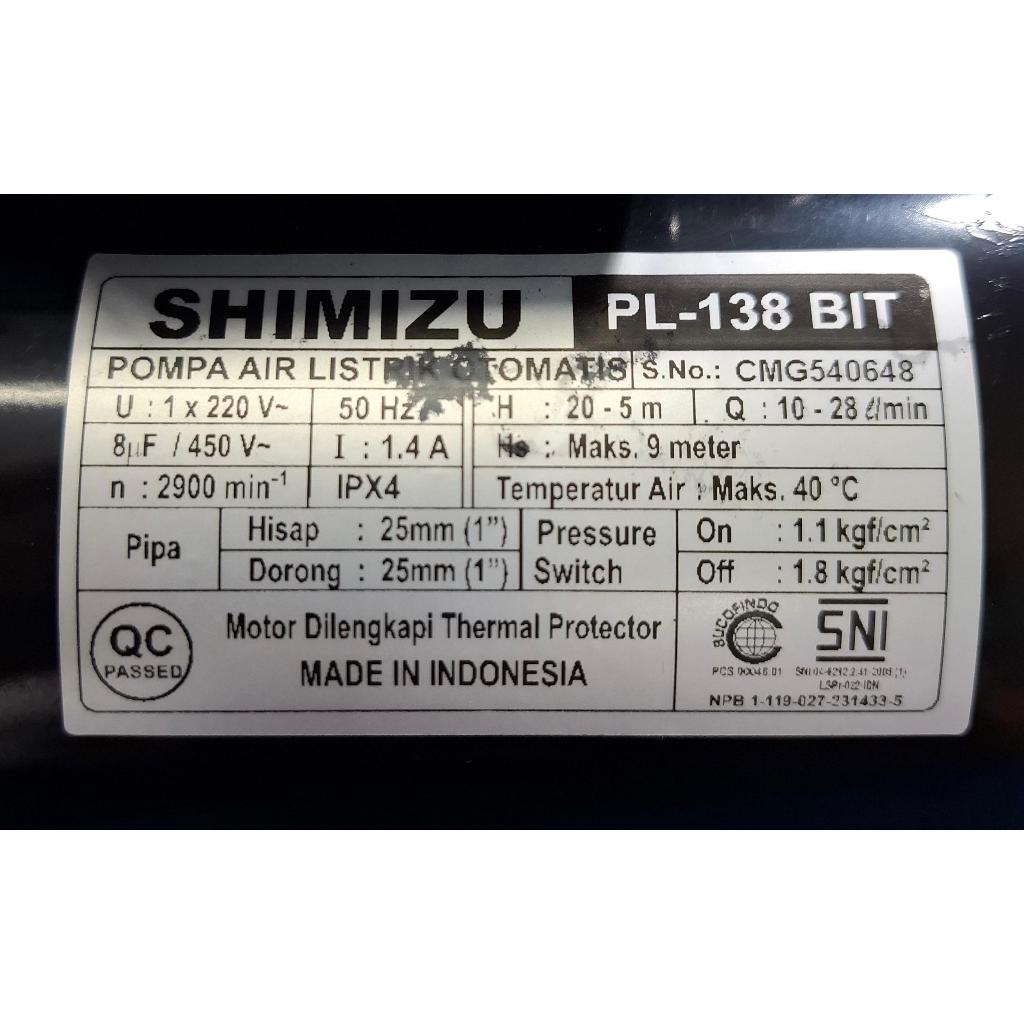 SHIMIZU PL-138 BIT
POMPA AIR LISTRIK OTOMATIS S.No.: CMG540648
U : 1 x 220 V~ 50 Hz H : 20 - 5 m Q : 10 - 28 ℓ/min
8µF / 450 V~ I : 1.4 A Hs : Maks. 9 meter
n : 2900 min⁻¹ IPX4 Temperatur Air : Maks. 40 °C
Pipa Hisap : 25mm (1") Pressure Switch On : 1.1 kgf/cm²
Dorong : 25mm (1") Off : 1.8 kgf/cm²
QC PASSED
Motor Dilengkapi Thermal Protector
MADE IN INDONESIA
SUCOFINDO
SNI
NPB 1-119-027-231433-5